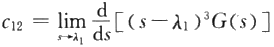 c₁₂ = lim_{s→λ₁} d/ds [(s－λ₁)³G(s)]